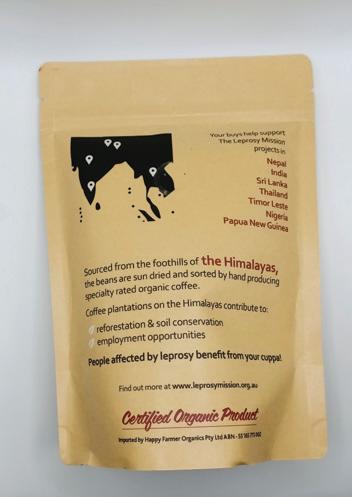 Your buys help support
The Leprosy Mission
projects in
Nepal
India
Sri Lanka
Thailand
Timor Leste
Nigeria
Papua New Guinea
Sourced from the foothills of the Himalayas,
the beans are sun dried and sorted by hand producing
specialty rated organic coffee.
Coffee plantations on the Himalayas contribute to:
reforestation & soil conservation
employment opportunities
People affected by leprosy benefit from your cuppa!
Find out more at www.leprosymission.org.au
Certified Organic Product
Imported by Happy Farmer Organics Pty Ltd ABN -